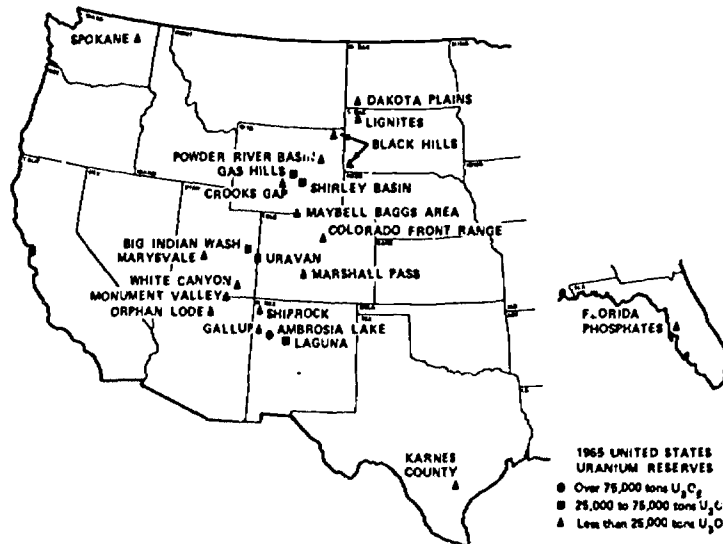 SPOKANE
DAKOTA PLAINS
LIGNITES
BLACK HILLS
POWDER RIVER BASIN
GAS HILLS
CROOKS GAP
SHIRLEY BASIN
MAYBELL BAGGS AREA
COLORADO FRONT RANGE
BIG INDIAN WASH
MARYSVALE
URAVAN
MARSHALL PASS
WHITE CANYON
MONUMENT VALLEY
ORPHAN LODE
SHIPROCK
GALLUP
AMBROSIA LAKE
LAGUNA
FLORIDA
PHOSPHATES
KARNES
COUNTY
1965 UNITED STATES
URANIUM RESERVES
Over 75,000 tons U3O8
25,000 to 75,000 tons U3O
Less than 25,000 tons U3O